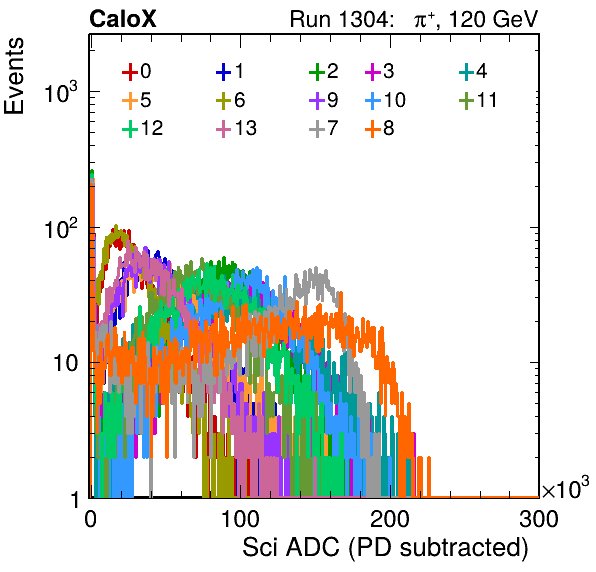 CaloX Run 1304: π⁺, 120 GeV
Events
10³
10²
10
1
0 1 2 3 4
5 6 9 10 11
12 13 7 8
0 100 200 300
×10³
Sci ADC (PD subtracted)